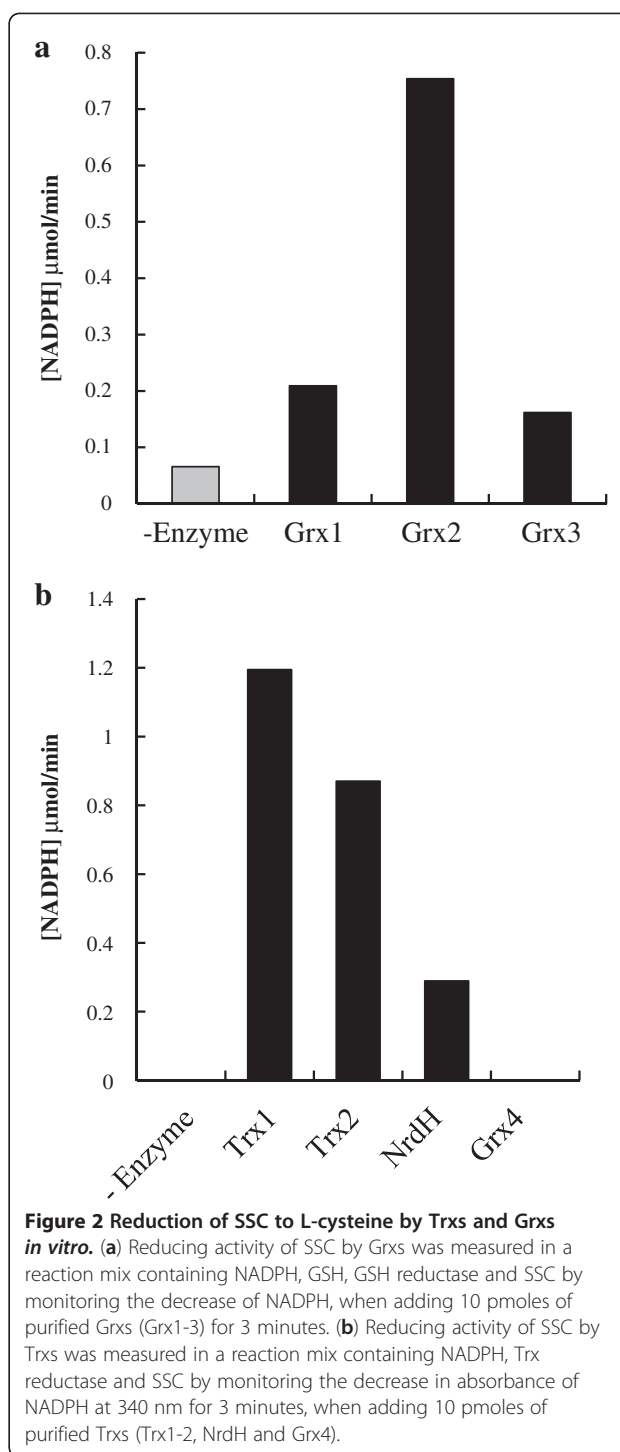 a
0.8
0.7
0.6
0.5
0.4
0.3
0.2
0.1
0
[NADPH] μmol/min
-Enzyme Grx1 Grx2 Grx3
b
1.4
1.2
1
0.8
0.6
0.4
0.2
0
[NADPH] μmol/min
- Enzyme Trx1 Trx2 NrdH Grx4
Figure 2 Reduction of SSC to L-cysteine by Trxs and Grxs
in vitro. (a) Reducing activity of SSC by Grxs was measured in a
reaction mix containing NADPH, GSH, GSH reductase and SSC by
monitoring the decrease of NADPH, when adding 10 pmoles of
purified Grxs (Grx1-3) for 3 minutes. (b) Reducing activity of SSC by
Trxs was measured in a reaction mix containing NADPH, Trx
reductase and SSC by monitoring the decrease in absorbance of
NADPH at 340 nm for 3 minutes, when adding 10 pmoles of
purified Trxs (Trx1-2, NrdH and Grx4).